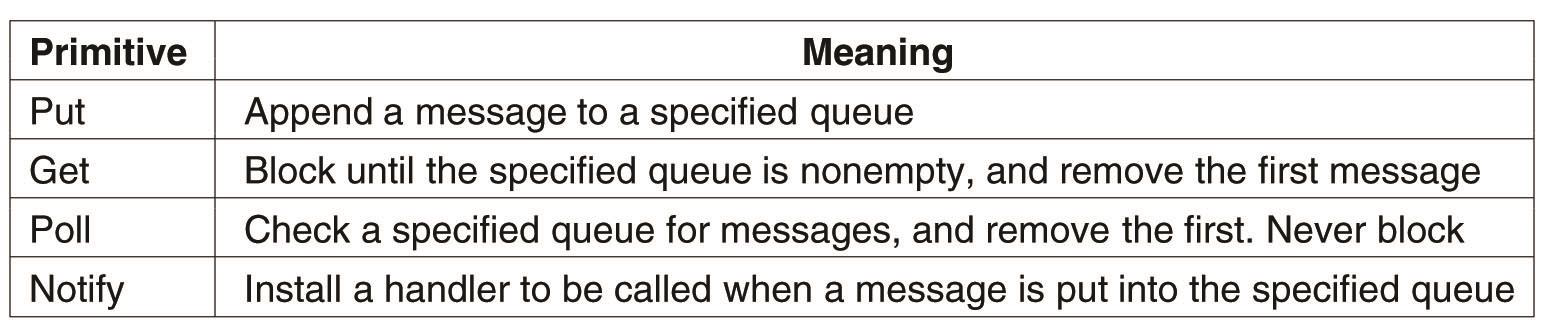 Primitive Meaning
Put Append a message to a specified queue
Get Block until the specified queue is nonempty, and remove the first message
Poll Check a specified queue for messages, and remove the first. Never block
Notify Install a handler to be called when a message is put into the specified queue